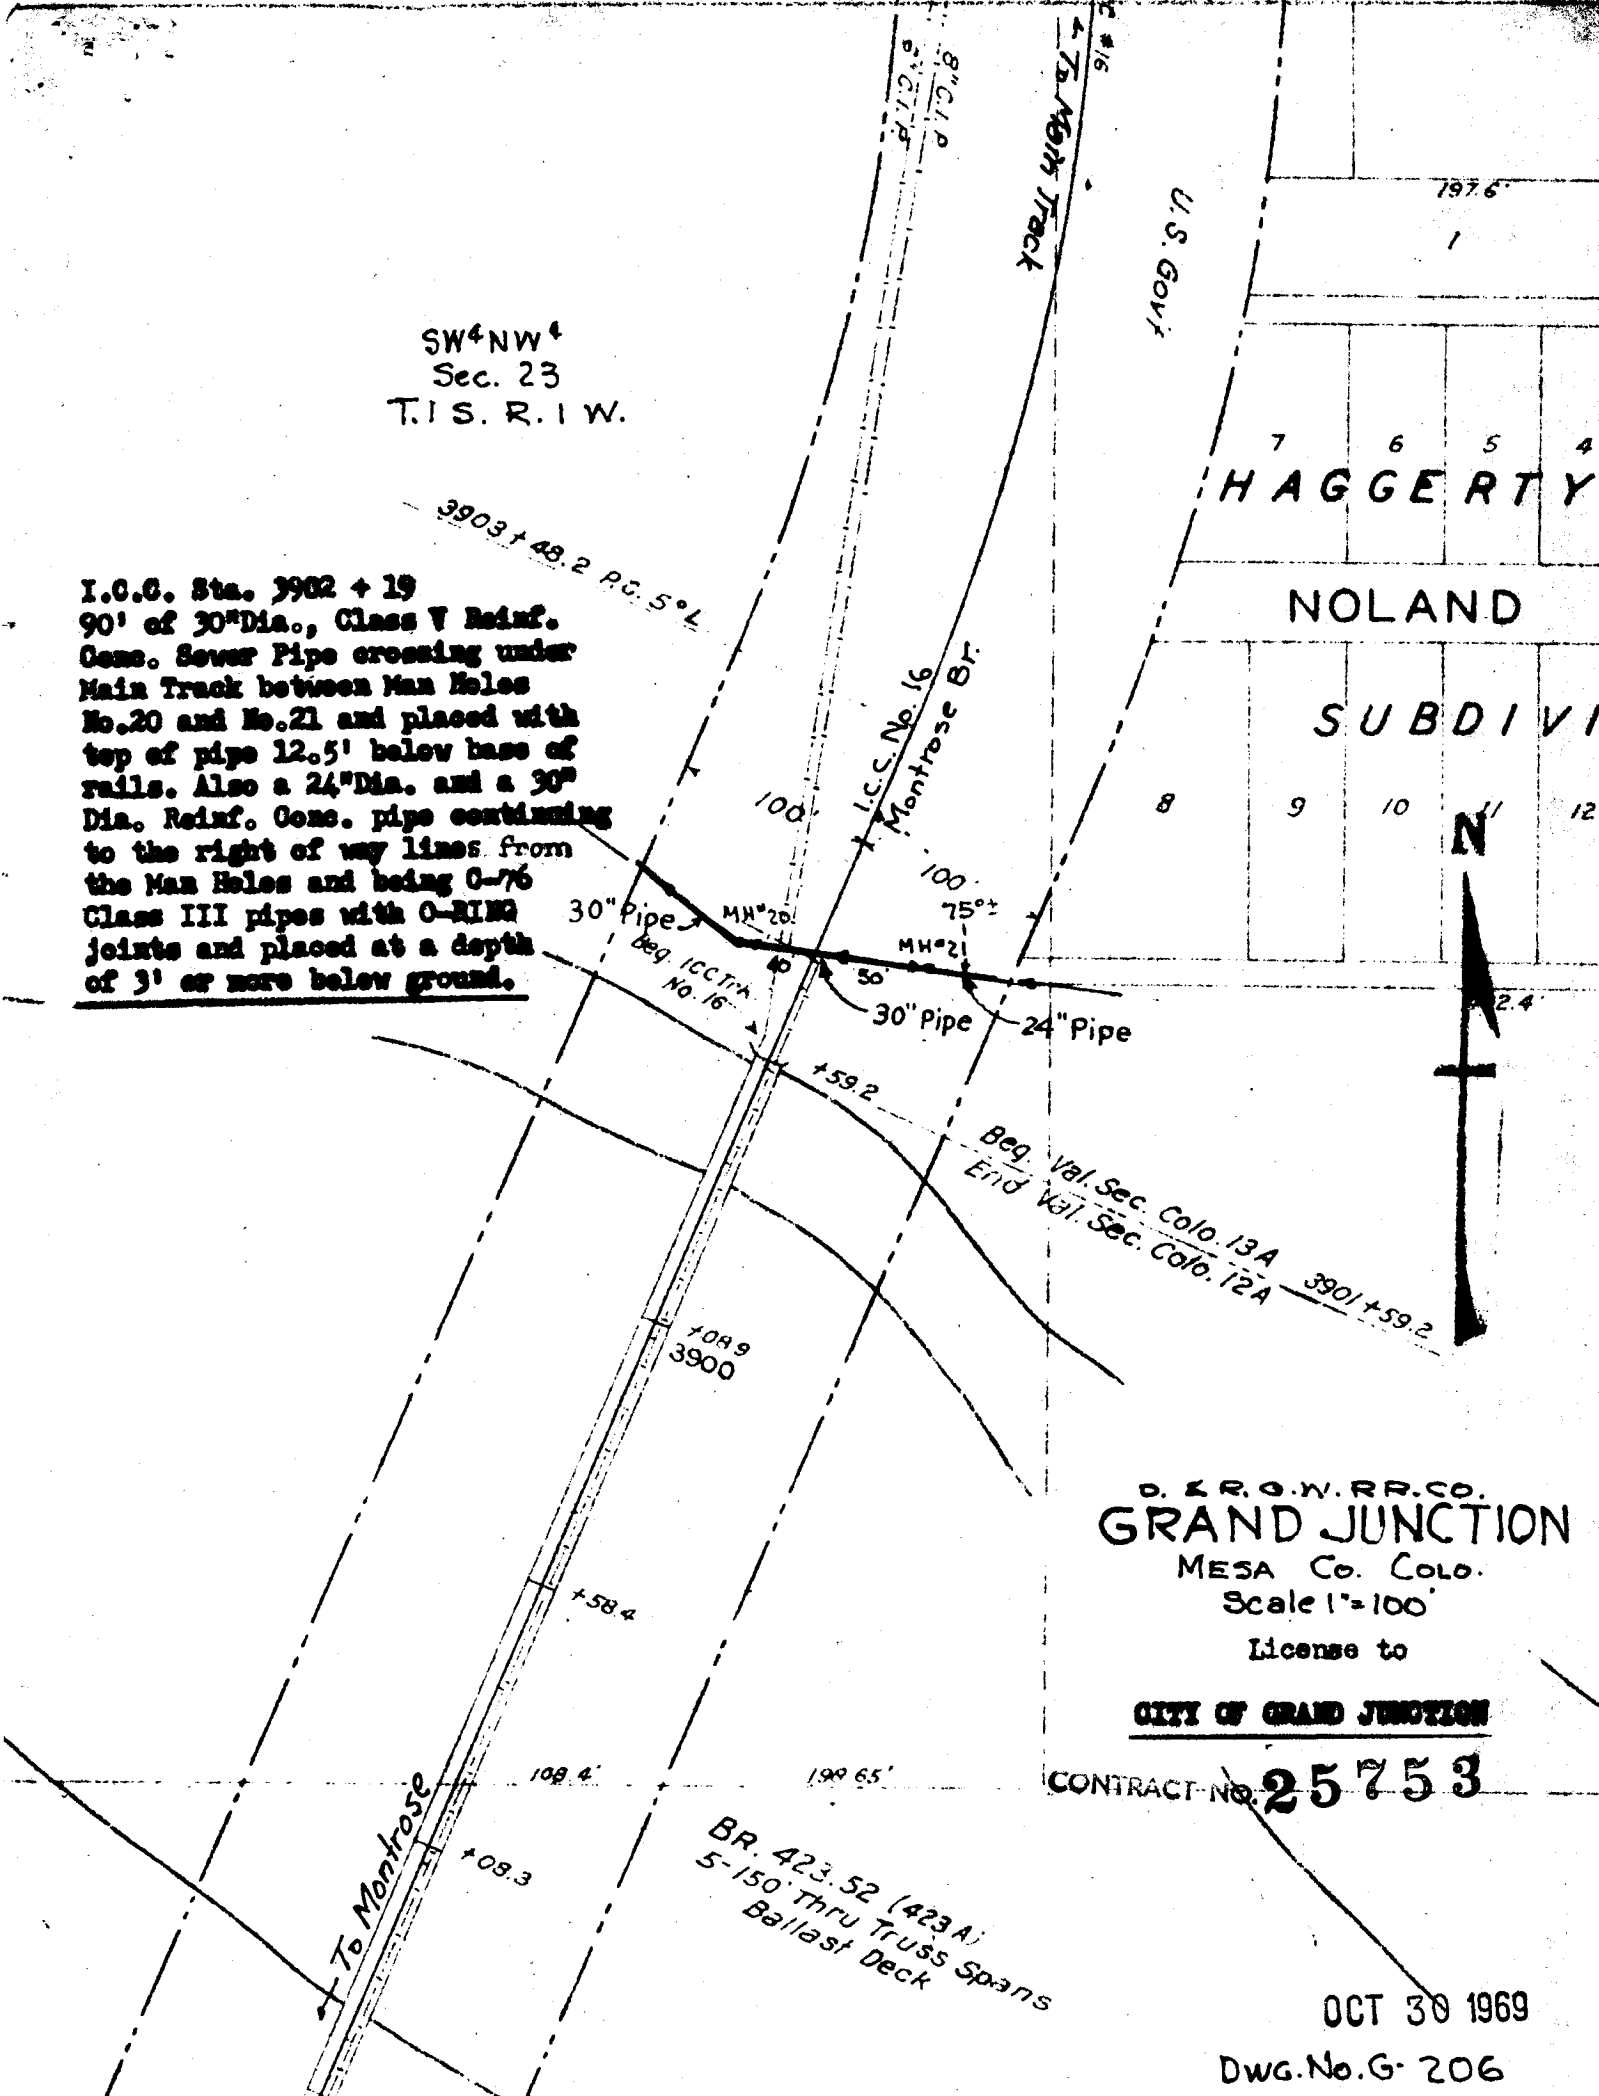 8" C.I.P
6" C.I.P.
To Main Track
#16
U.S. Govt
197.6'
1
SW⁴NW⁴
Sec. 23
T.1 S. R. 1 W.
7 6 5 4
HAGGERTY
3903+48.2 P.C. 5° L
NOLAND
I.C.C. Sta. 3902 + 19
90' of 30"Dia., Class V Reinf.
Conc. Sewer Pipe crossing under
Main Track between Man Holes
No.20 and No.21 and placed with
top of pipe 12.5' below base of
rails. Also a 24"Dia. and a 30"
Dia. Reinf. Conc. pipe continuing
to the right of way lines from
the Man Holes and being C-76
Class III pipes with O-RING
joints and placed at a depth
of 3' or more below ground.
I.C.C. No. 16
Montrose Br.
SUBDIVI
8 9 10 11 12
N
100'
100'
75°±
30" Pipe
MH#20
MH#21
40'
50'
Beg. ICC Trk.
No. 16
30" Pipe
24" Pipe
2.4'
+59.2
Beg. Val. Sec. Colo. 13A
End Val. Sec. Colo. 12A
3901+59.2
+08.9
3900
D. & R.G.W. RR. CO.
GRAND JUNCTION
MESA CO. COLO.
Scale 1"=100'
License to
CITY OF GRAND JUNCTION
CONTRACT NO. 25753
+58.4
108.4'
199.65'
To Montrose
+08.3
BR. 423.52 (423A)
5-150' Thru Truss Spans
Ballast Deck
OCT 30 1969
DWG. No. G-206